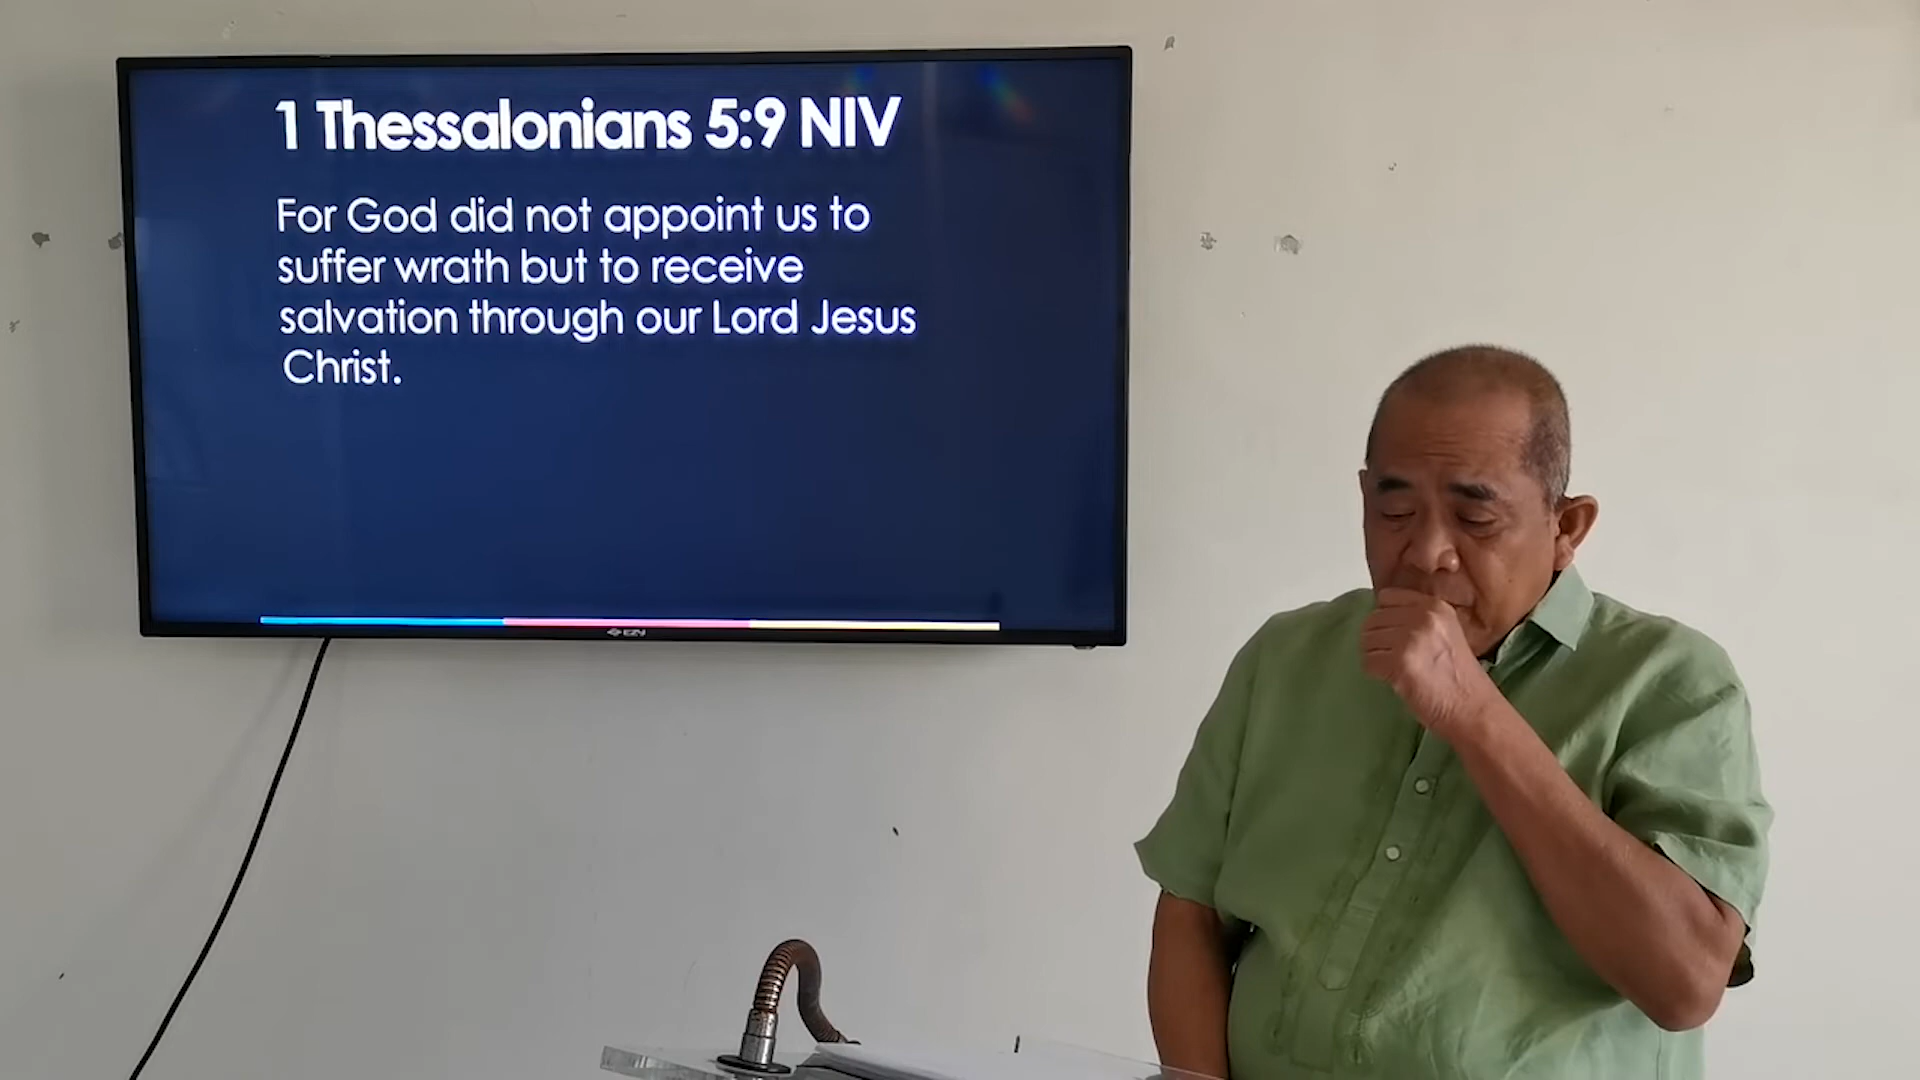 1 Thessalonians 5:9 NIV
For God did not appoint us to
suffer wrath but to receive
salvation through our Lord Jesus
Christ.
EZY